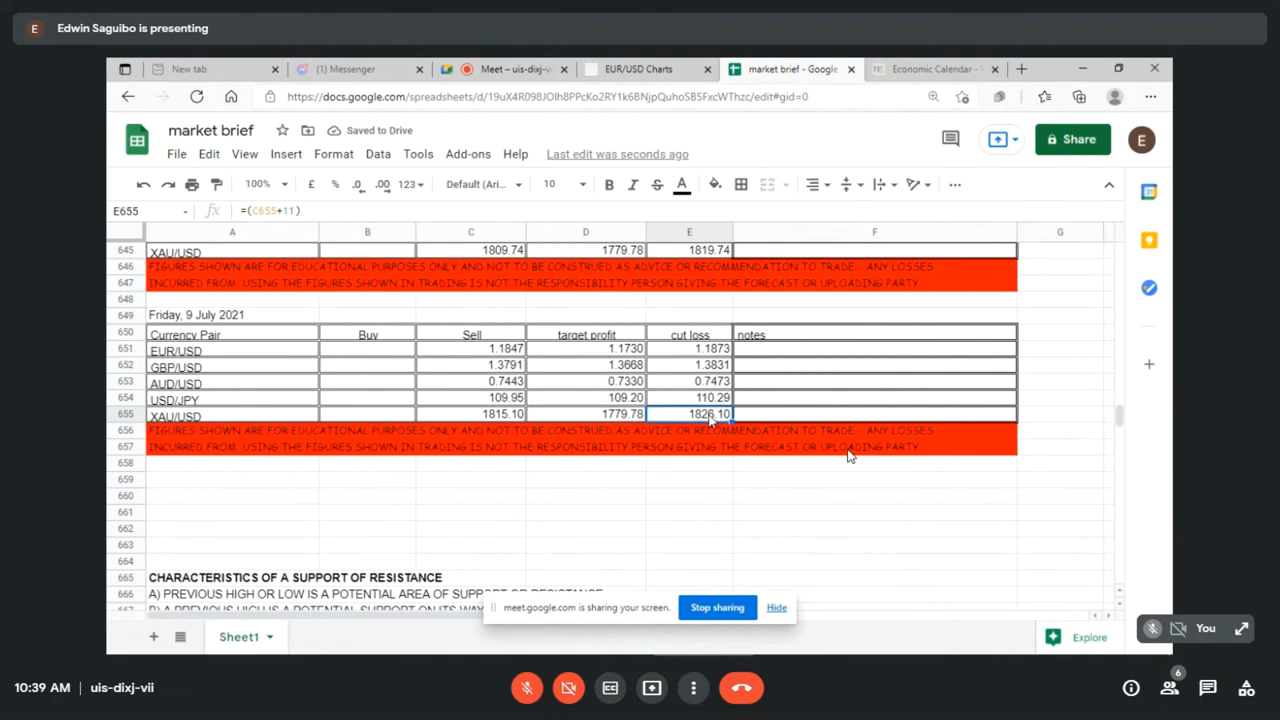 E Edwin Saguibo is presenting
New tab
(1) Messenger
Meet – uis-dixj-v
EUR/USD Charts
market brief - Google
Economic Calendar -
https://docs.google.com/spreadsheets/d/19uX4R098JOIh8PPcKo2RY1k6BNjpQuhoSB5FxcWThzc/edit#gid=0
market brief Saved to Drive
File Edit View Insert Format Data Tools Add-ons Help Last edit was seconds ago
Share E
100% £ % .0 .00 123 Default (Ari... 10 B I S A
E655 fx =(C655+11)
A B C D E F G
645 XAU/USD 1809.74 1779.78 1819.74
646 FIGURES SHOWN ARE FOR EDUCATIONAL PURPOSES ONLY AND NOT TO BE CONSTRUED AS ADVICE OR RECOMMENDATION TO TRADE. ANY LOSSES
647 INCURRED FROM USING THE FIGURES SHOWN IN TRADING IS NOT THE RESPONSIBILITY PERSON GIVING THE FORECAST OR UPLOADING PARTY.
648
649 Friday, 9 July 2021
650 Currency Pair Buy Sell target profit cut loss notes
651 EUR/USD 1.1847 1.1730 1.1873
652 GBP/USD 1.3791 1.3668 1.3831
653 AUD/USD 0.7443 0.7330 0.7473
654 USD/JPY 109.95 109.20 110.29
655 XAU/USD 1815.10 1779.78 1826.10
656 FIGURES SHOWN ARE FOR EDUCATIONAL PURPOSES ONLY AND NOT TO BE CONSTRUED AS ADVICE OR RECOMMENDATION TO TRADE. ANY LOSSES
657 INCURRED FROM USING THE FIGURES SHOWN IN TRADING IS NOT THE RESPONSIBILITY PERSON GIVING THE FORECAST OR UPLOADING PARTY.
658
659
660
661
662
663
664
665 CHARACTERISTICS OF A SUPPORT OF RESISTANCE
666 A) PREVIOUS HIGH OR LOW IS A POTENTIAL AREA OF SUPPORT OR RESISTANCE
B) A PREVIOUS HIGH IS A POTENTIAL SUPPORT ON ITS WAY
meet.google.com is sharing your screen. Stop sharing Hide
Sheet1 Explore
You
10:39 AM uis-dixj-vii
6